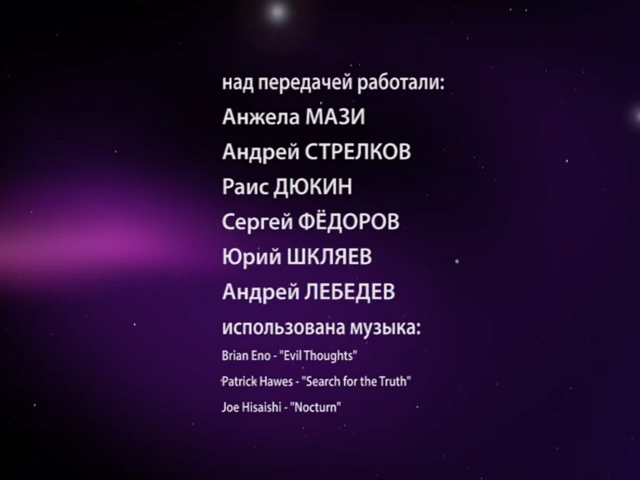 над передачей работали:
Анжела МАЗИ
Андрей СТРЕЛКОВ
Раис ДЮКИН
Сергей ФЁДОРОВ
Юрий ШКЛЯЕВ
Андрей ЛЕБЕДЕВ
использована музыка:
Brian Eno - "Evil Thoughts"
Patrick Hawes - "Search for the Truth"
Joe Hisaishi - "Nocturn"